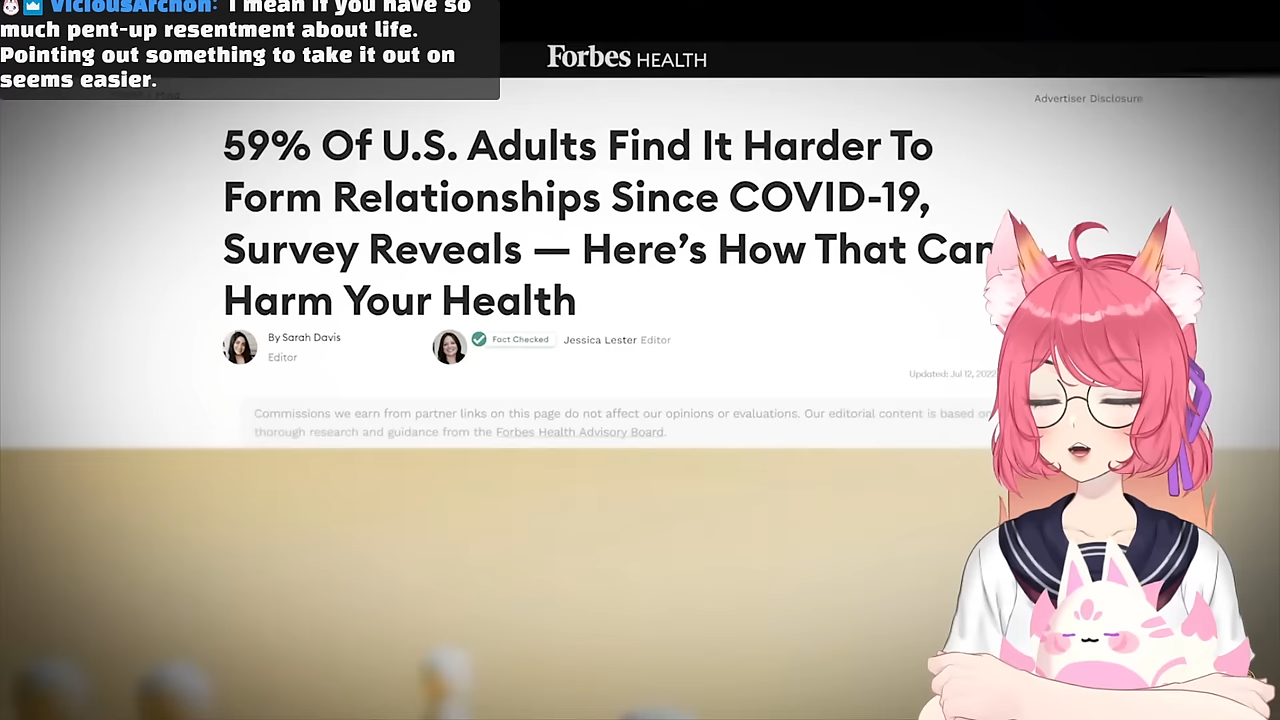 ViciousArchon: I mean if you have so
much pent-up resentment about life.
Pointing out something to take it out on
seems easier.
Forbes HEALTH
Advertiser Disclosure
59% Of U.S. Adults Find It Harder To
Form Relationships Since COVID-19,
Survey Reveals — Here’s How That Can
Harm Your Health
By Sarah Davis
Editor
Fact Checked
Jessica Lester Editor
Updated: Jul 12, 2022
Commissions we earn from partner links on this page do not affect our opinions or evaluations. Our editorial content is based on
thorough research and guidance from the Forbes Health Advisory Board.